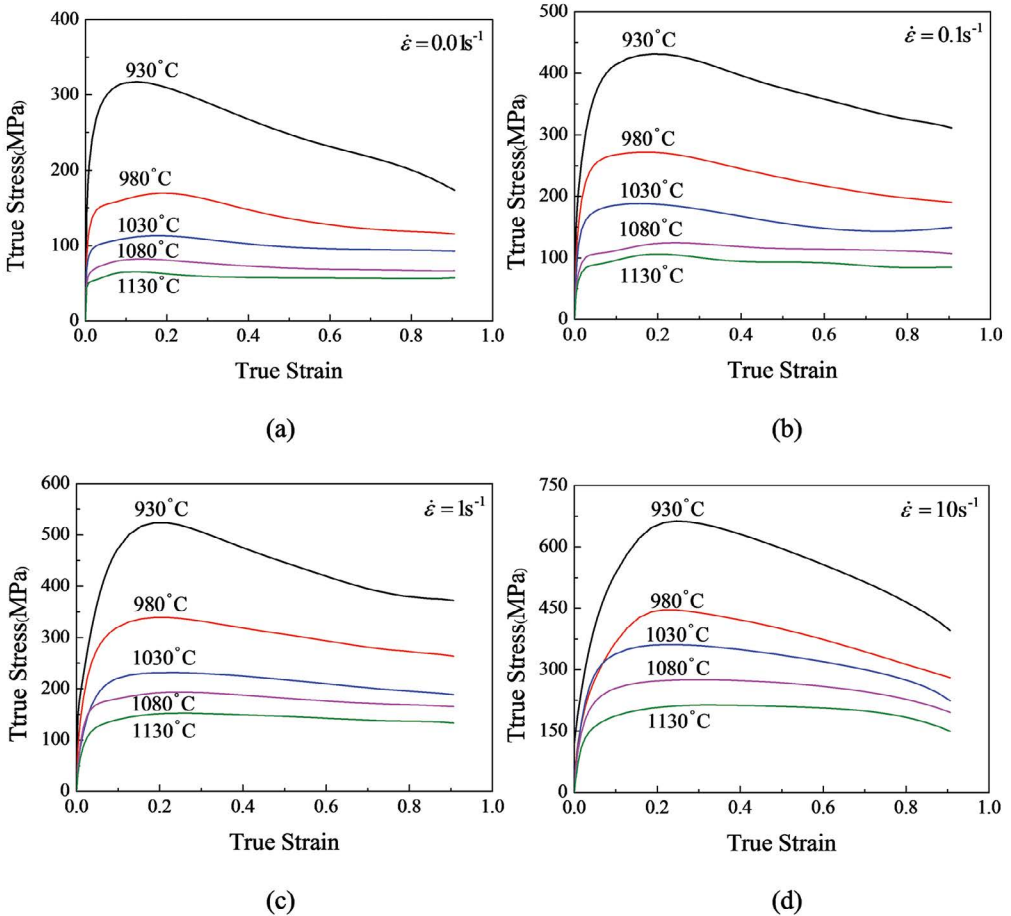 400
300
200
100
0
Ttrue Stress(MPa)
ε̇ = 0.01s⁻¹
930°C
980°C
1030°C
1080°C
1130°C
0.0 0.2 0.4 0.6 0.8 1.0
True Strain
(a)
500
400
300
200
100
0
Ttrue Stress(MPa)
ε̇ = 0.1s⁻¹
930°C
980°C
1030°C
1080°C
1130°C
0.0 0.2 0.4 0.6 0.8 1.0
True Strain
(b)
600
500
400
300
200
100
0
Ttrue Stress(MPa)
ε̇ = 1s⁻¹
930°C
980°C
1030°C
1080°C
1130°C
0.0 0.2 0.4 0.6 0.8 1.0
True Strain
(c)
750
600
450
300
150
0
Ttrue Stress(MPa)
ε̇ = 10s⁻¹
930°C
980°C
1030°C
1080°C
1130°C
0.0 0.2 0.4 0.6 0.8 1.0
True Strain
(d)